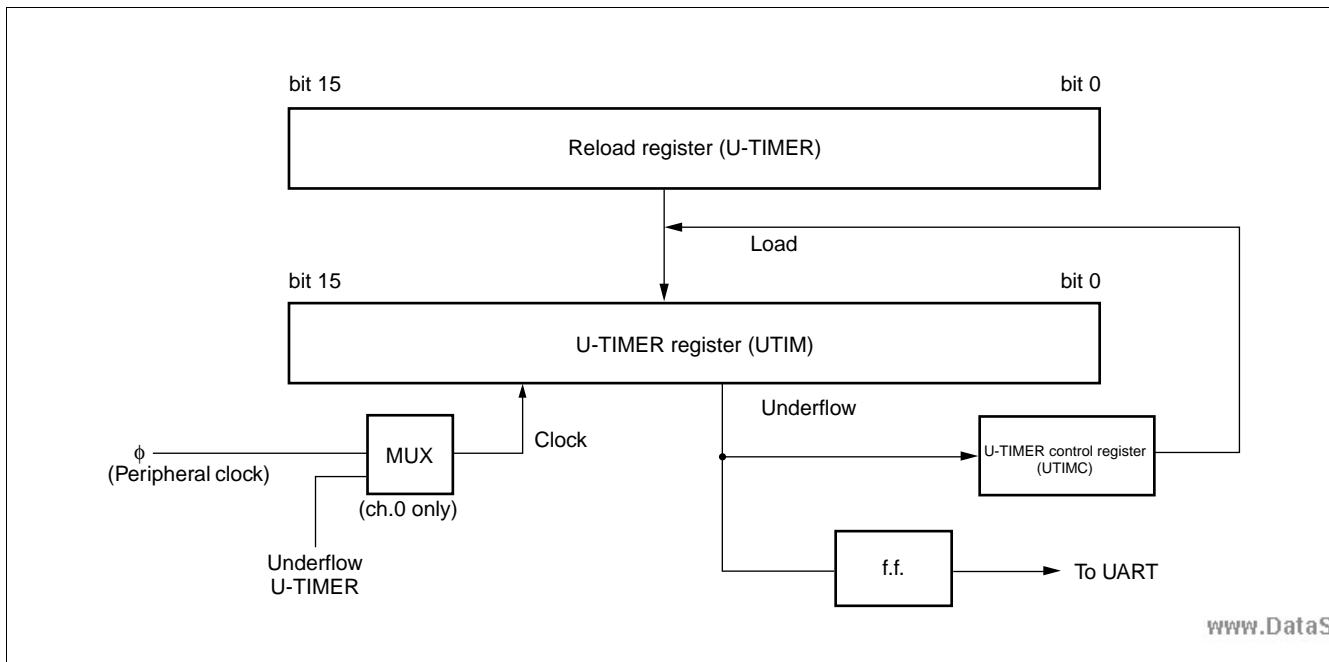 bit 15
bit 0
Reload register (U-TIMER)
Load
bit 15
bit 0
U-TIMER register (UTIM)
Underflow
Clock
ϕ
(Peripheral clock)
MUX
(ch.0 only)
Underflow
U-TIMER
U-TIMER control register
(UTIMC)
f.f.
To UART
www.DataS